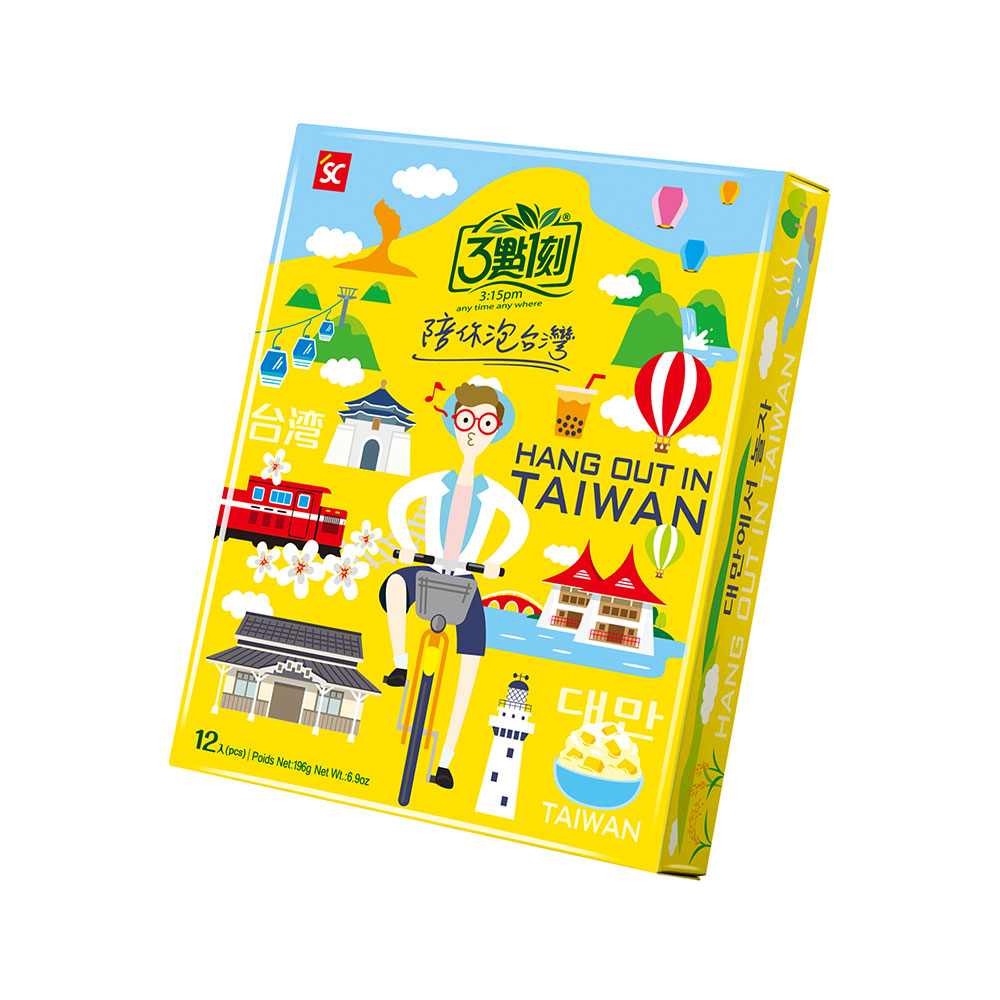 SC
3點1刻®
3:15pm
any time any where
陪你泡台灣
台湾
HANG OUT IN
TAIWAN
대만
TAIWAN
12入(pcs) | Poids Net:196g Net Wt.:6.9oz
대만에서 놀자
HANG OUT IN TAIWAN